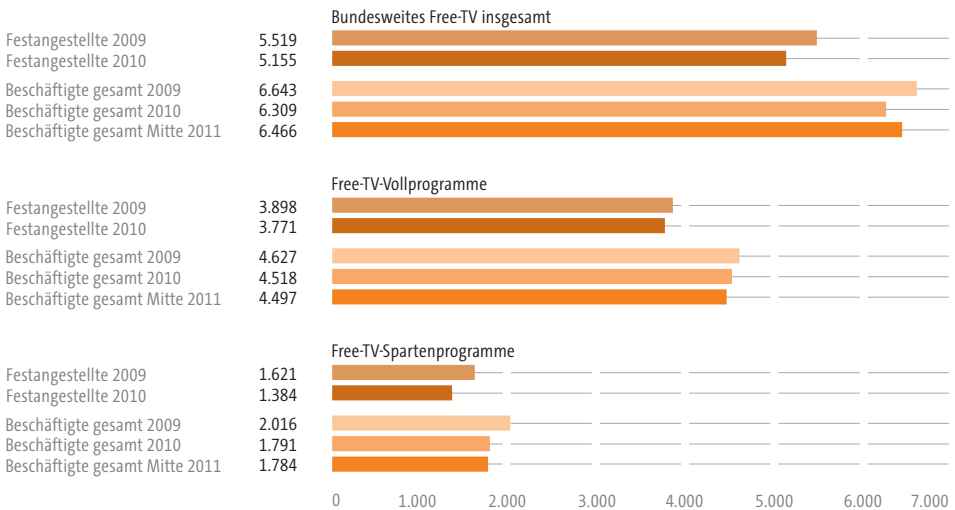 Bundesweites Free-TV insgesamt
Festangestellte 2009 5.519
Festangestellte 2010 5.155
Beschäftigte gesamt 2009 6.643
Beschäftigte gesamt 2010 6.309
Beschäftigte gesamt Mitte 2011 6.466
Free-TV-Vollprogramme
Festangestellte 2009 3.898
Festangestellte 2010 3.771
Beschäftigte gesamt 2009 4.627
Beschäftigte gesamt 2010 4.518
Beschäftigte gesamt Mitte 2011 4.497
Free-TV-Spartenprogramme
Festangestellte 2009 1.621
Festangestellte 2010 1.384
Beschäftigte gesamt 2009 2.016
Beschäftigte gesamt 2010 1.791
Beschäftigte gesamt Mitte 2011 1.784
0 1.000 2.000 3.000 4.000 5.000 6.000 7.000